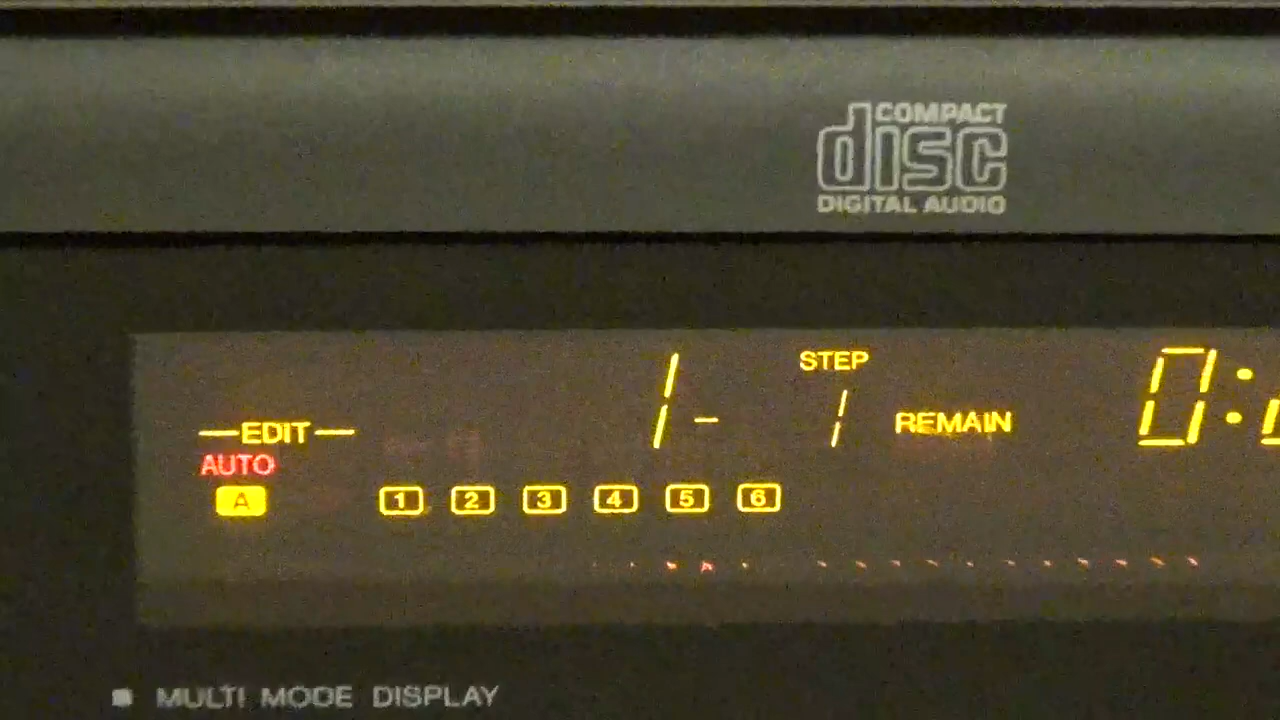 COMPACT
disc
DIGITAL AUDIO
STEP
1 - 1 REMAIN 0:
EDIT
AUTO
A 1 2 3 4 5 6
MULTI MODE DISPLAY